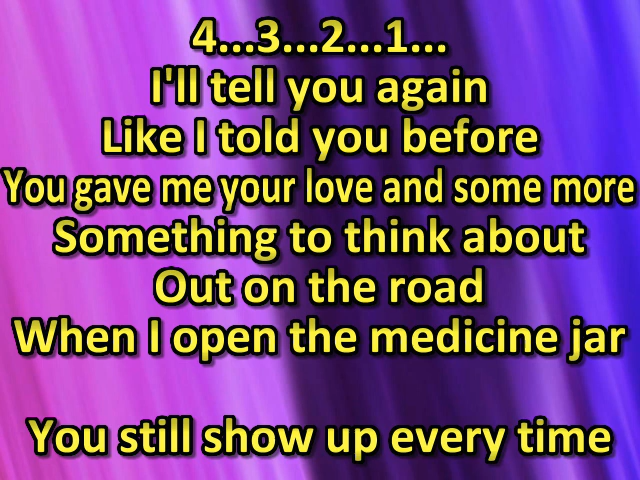 4...3...2...1...
I'll tell you again
Like I told you before
You gave me your love and some more
Something to think about
Out on the road
When I open the medicine jar
You still show up every time